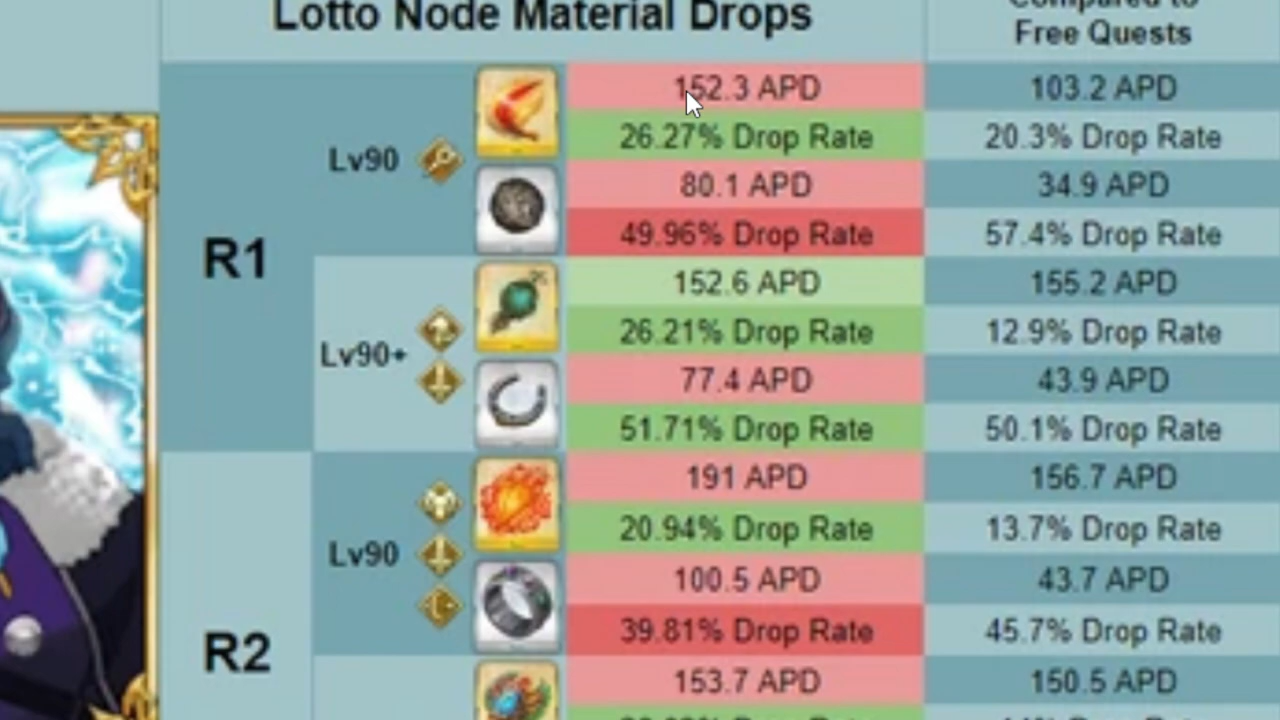 Lotto Node Material Drops
Compared to
Free Quests
R1
Lv90
152.3 APD
103.2 APD
26.27% Drop Rate
20.3% Drop Rate
80.1 APD
34.9 APD
49.96% Drop Rate
57.4% Drop Rate
Lv90+
152.6 APD
155.2 APD
26.21% Drop Rate
12.9% Drop Rate
77.4 APD
43.9 APD
51.71% Drop Rate
50.1% Drop Rate
R2
Lv90
191 APD
156.7 APD
20.94% Drop Rate
13.7% Drop Rate
100.5 APD
43.7 APD
39.81% Drop Rate
45.7% Drop Rate
153.7 APD
150.5 APD